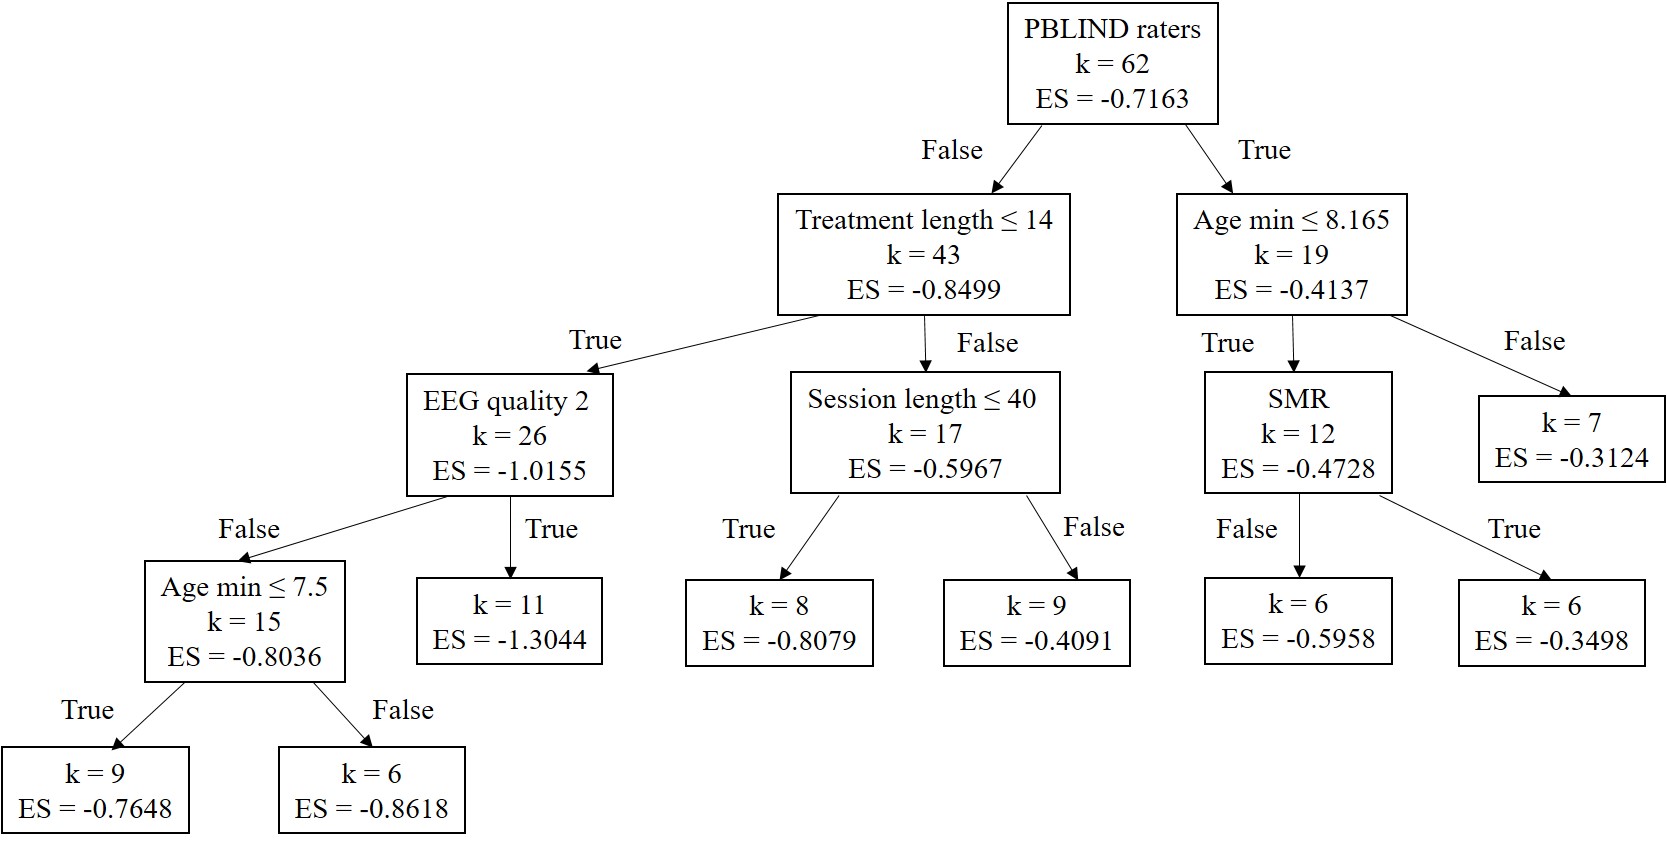 PBLIND raters
k = 62
ES = -0.7163
False
True
Treatment length ≤ 14
k = 43
ES = -0.8499
Age min ≤ 8.165
k = 19
ES = -0.4137
True
False
True
False
EEG quality 2
k = 26
ES = -1.0155
Session length ≤ 40
k = 17
ES = -0.5967
SMR
k = 12
ES = -0.4728
k = 7
ES = -0.3124
False
True
True
False
False
True
Age min ≤ 7.5
k = 15
ES = -0.8036
k = 11
ES = -1.3044
k = 8
ES = -0.8079
k = 9
ES = -0.4091
k = 6
ES = -0.5958
k = 6
ES = -0.3498
True
False
k = 9
ES = -0.7648
k = 6
ES = -0.8618